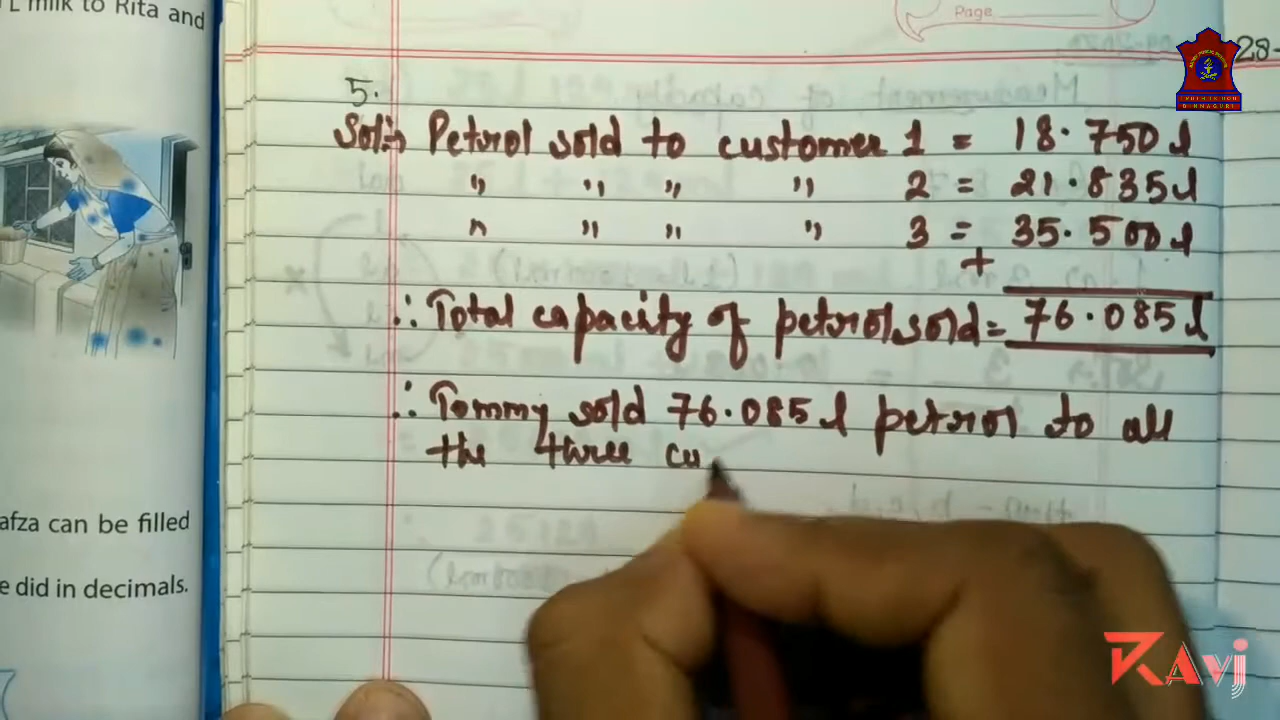 milk to Rita and
Page
28-
5.
Soln Petrol sold to customer 1 = 18.750 l
" " " " 2 = 21.835 l
" " " " 3 = 35.500 l
+
∴ Total capacity of petrol sold = 76.085 l
∴ Tommy sold 76.085 l petrol to all
the three cu
afza can be filled
e did in decimals.
RAvj